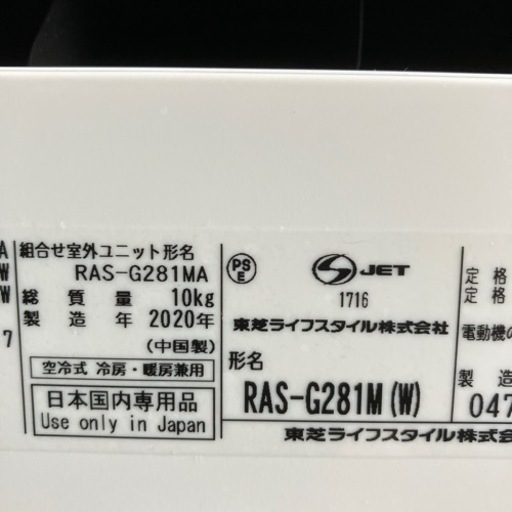 A
W
W
7
組合せ室外ユニット形名
RAS-G281MA
総質量 10kg
製造年 2020年
(中国製)
空冷式 冷房・暖房兼用
日本国内専用品
Use only in Japan
PS
E
JET
1716
東芝ライフスタイル株式会社
形名
RAS-G281M(W)
東芝ライフスタイル株式会
定格
定格
電動機の
製造
047